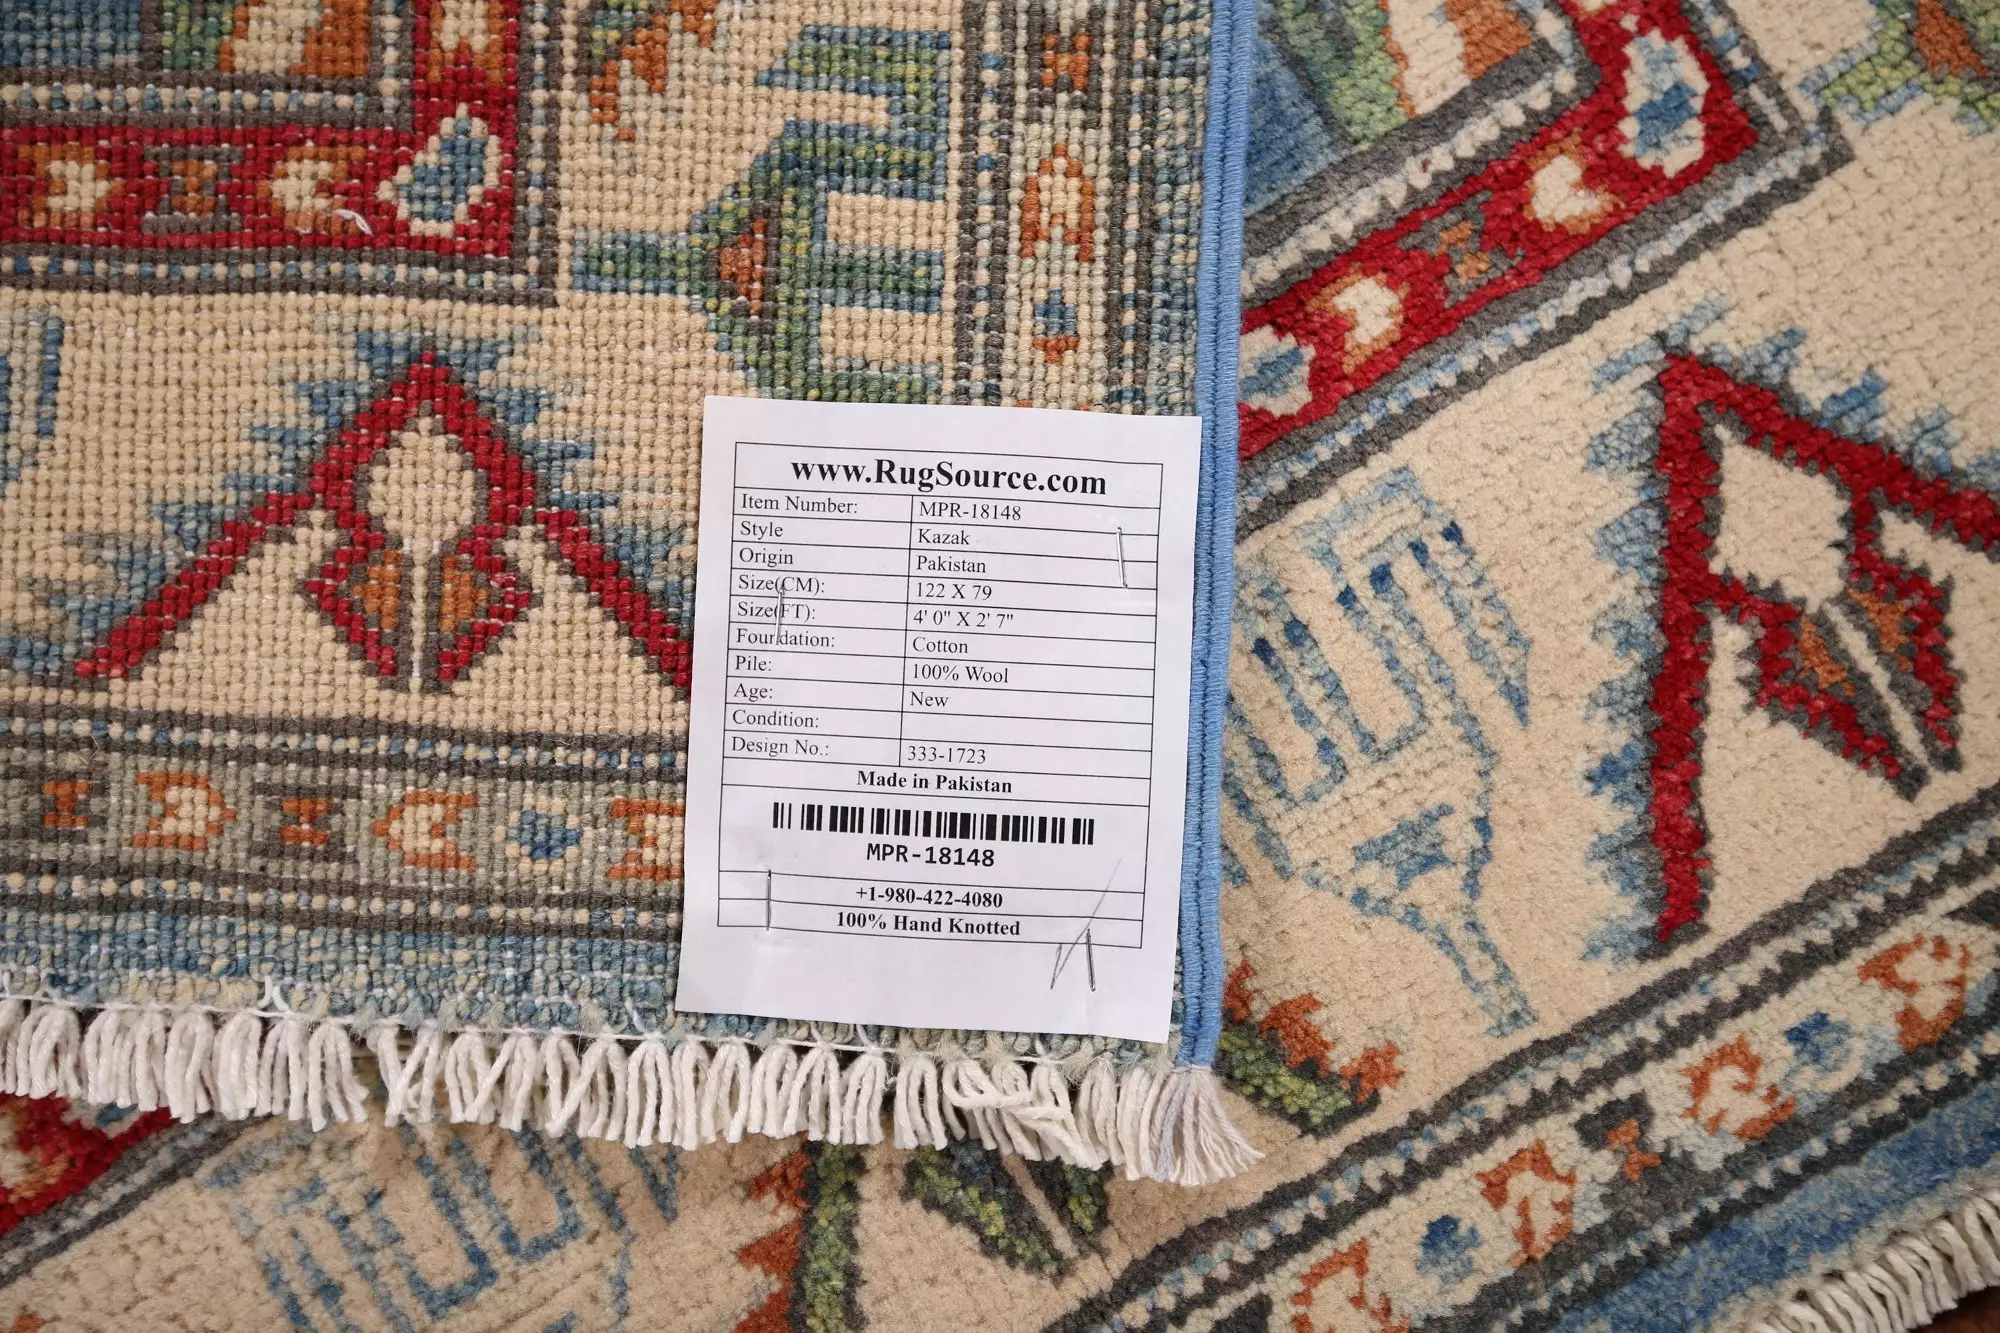 www.RugSource.com
Item Number: MPR-18148
Style Kazak
Origin Pakistan
Size(CM): 122 X 79
Size(FT): 4' 0" X 2' 7"
Foundation: Cotton
Pile: 100% Wool
Age: New
Condition:
Design No.: 333-1723
Made in Pakistan
MPR-18148
+1-980-422-4080
100% Hand Knotted